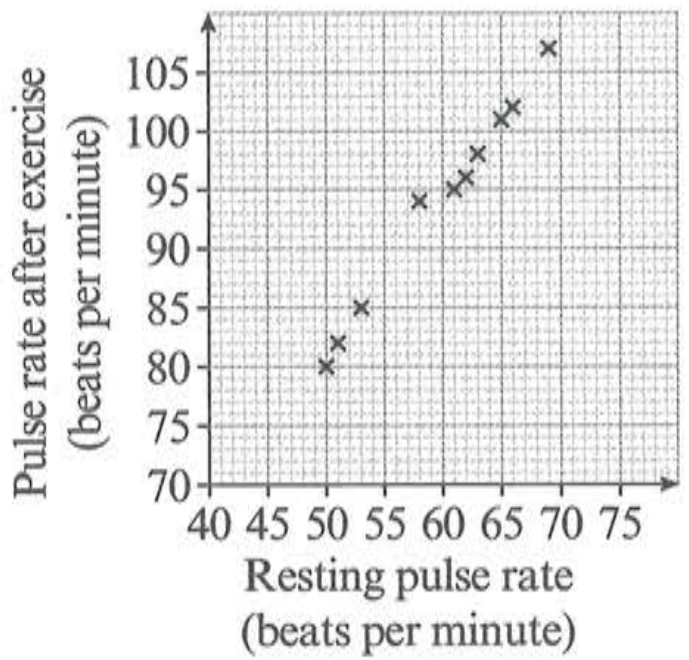 Pulse rate after exercise
(beats per minute)
105
100
95
90
85
80
75
70
40 45 50 55 60 65 70 75
Resting pulse rate
(beats per minute)